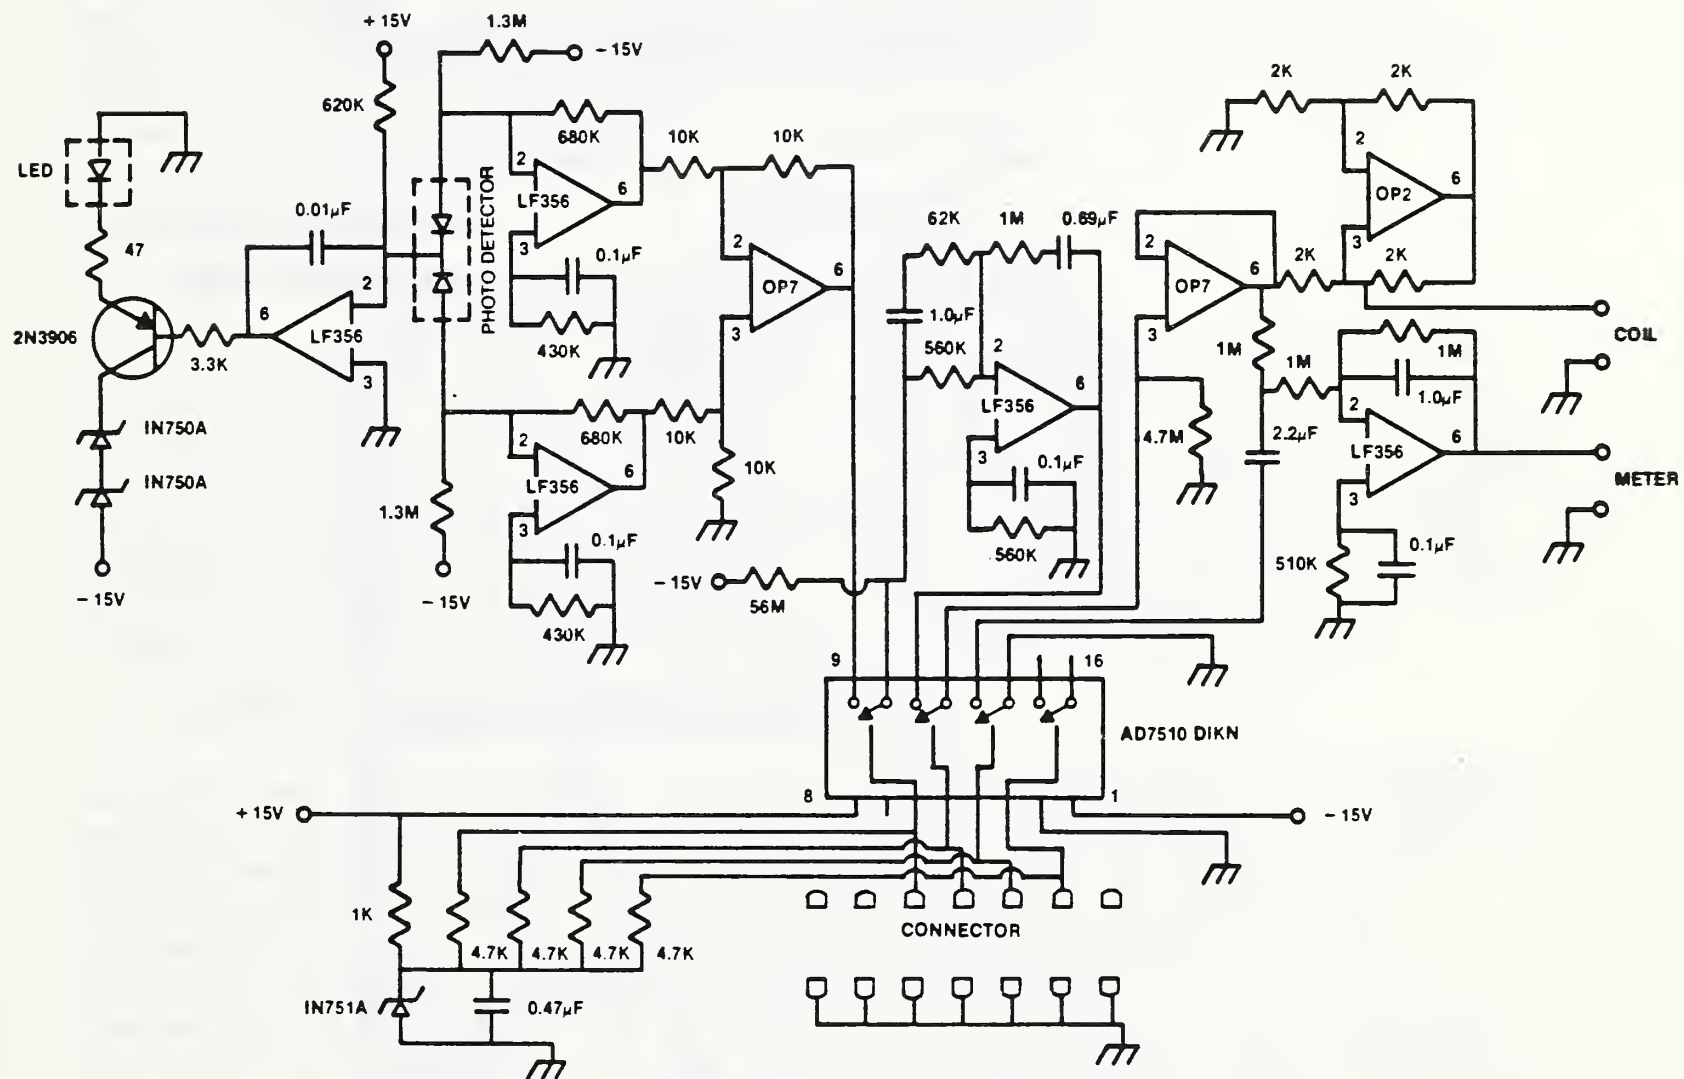 + 15V
1.3M
- 15V
620K
680K
10K
10K
LED
47
2N3906
3.3K
0.01µF
6
2
LF356
3
IN750A
IN750A
- 15V
PHOTO DETECTOR
2
LF356
6
3
0.1µF
430K
2
OP7
6
3
680K
10K
10K
2
LF356
6
3
0.1µF
430K
1.3M
- 15V
- 15V
56M
62K
1M
0.69µF
1.0µF
560K
2
LF356
6
3
0.1µF
560K
2
OP7
6
3
4.7M
2K
2K
2
OP2
6
3
2K
2K
1M
1M
1M
1.0µF
2.2µF
2
LF356
6
3
510K
0.1µF
COIL
METER
9
16
AD7510 DIKN
8
1
+ 15V
- 15V
1K
4.7K
4.7K
4.7K
4.7K
IN751A
0.47µF
CONNECTOR